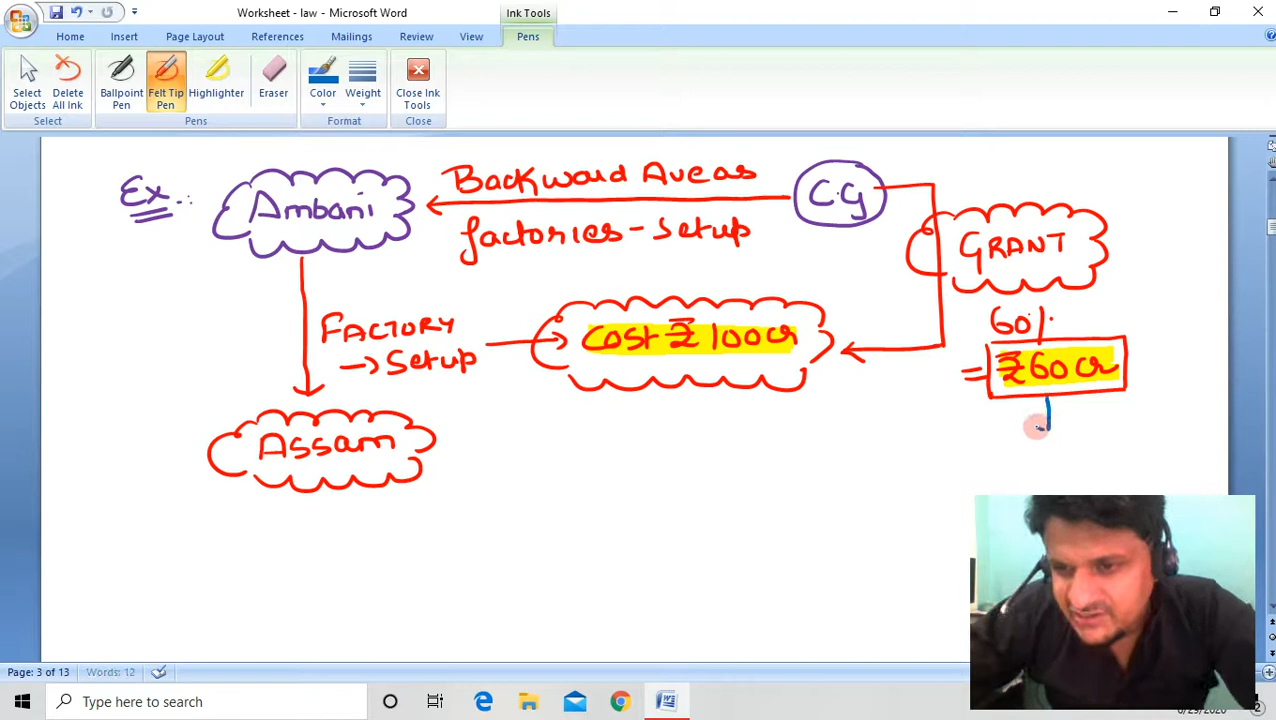 Worksheet - law - Microsoft Word
Ink Tools
Home Insert Page Layout References Mailings Review View Pens
Select Objects
Delete All Ink
Ballpoint Pen
Felt Tip Pen
Highlighter
Eraser
Color
Weight
Close Ink Tools
Select
Pens
Format
Close
Ex.
Ambani
Backward Areas
C.G
factories - setup
GRANT
FACTORY
→ Setup
Cost ₹ 100 cr
60%
= ₹ 60 cr
Assam
Page: 3 of 13
Words: 12
Type here to search
2